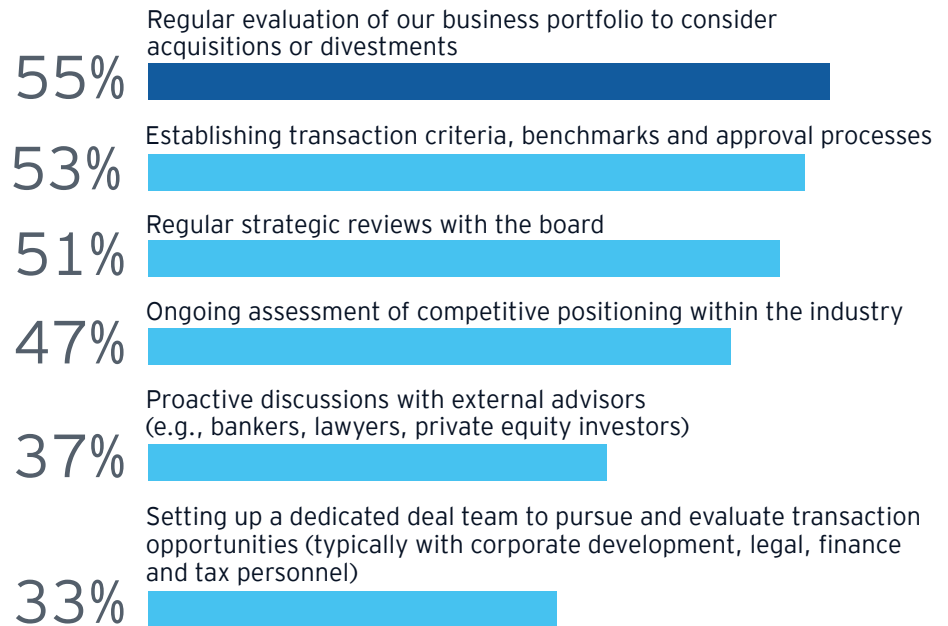 Regular evaluation of our business portfolio to consider
acquisitions or divestments
55%
Establishing transaction criteria, benchmarks and approval processes
53%
Regular strategic reviews with the board
51%
Ongoing assessment of competitive positioning within the industry
47%
Proactive discussions with external advisors
(e.g., bankers, lawyers, private equity investors)
37%
Setting up a dedicated deal team to pursue and evaluate transaction
opportunities (typically with corporate development, legal, finance
and tax personnel)
33%